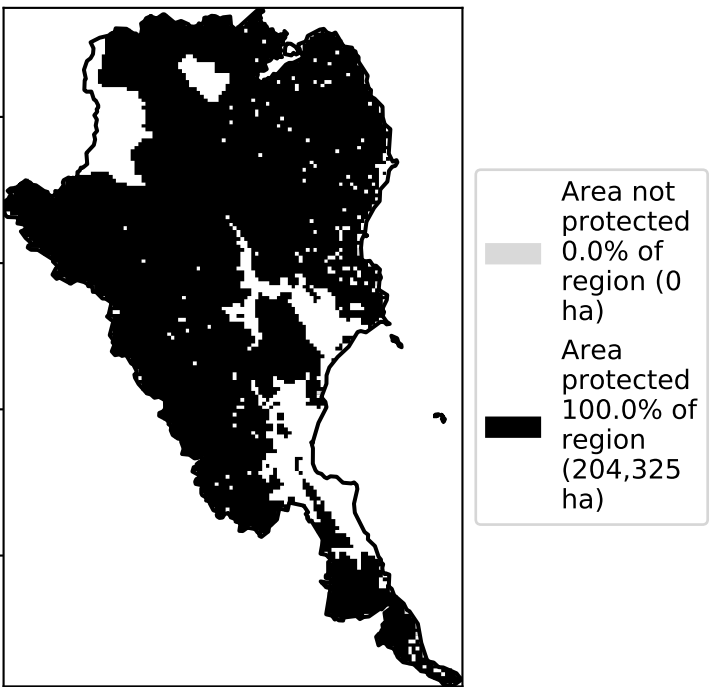 Area not
protected
0.0% of
region (0
ha)
Area
protected
100.0% of
region
(204,325
ha)